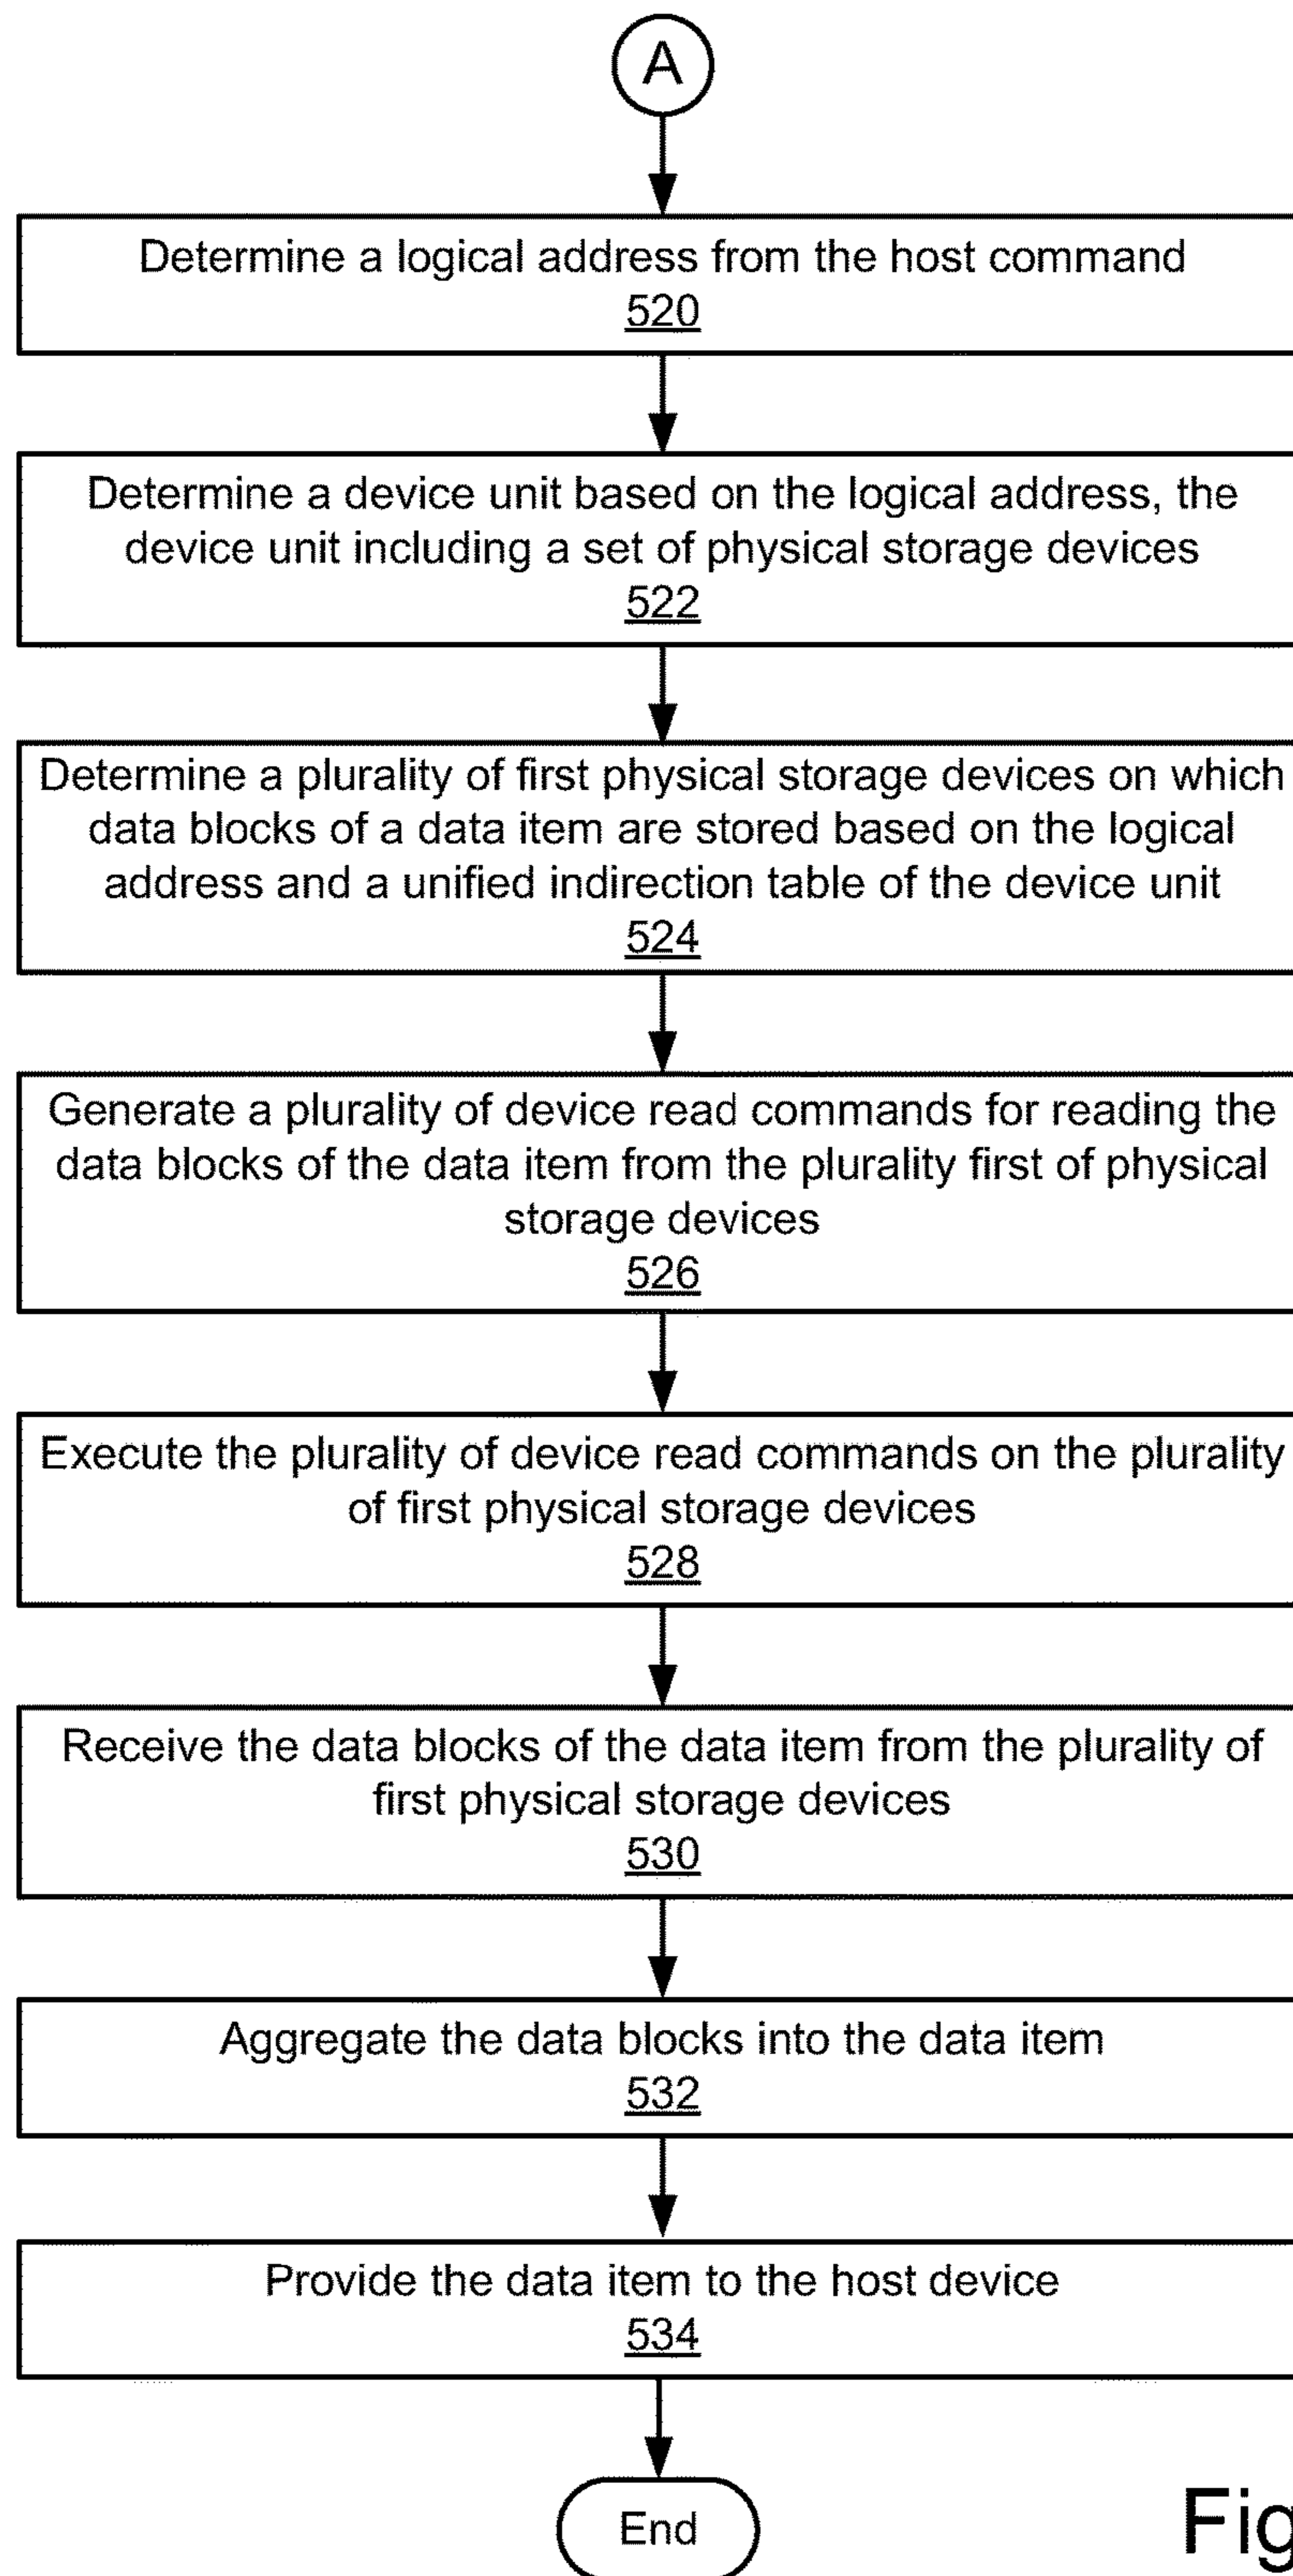 A
Determine a logical address from the host command
520
Determine a device unit based on the logical address, the
device unit including a set of physical storage devices
522
Determine a plurality of first physical storage devices on which
data blocks of a data item are stored based on the logical
address and a unified indirection table of the device unit
524
Generate a plurality of device read commands for reading the
data blocks of the data item from the plurality first of physical
storage devices
526
Execute the plurality of device read commands on the plurality
of first physical storage devices
528
Receive the data blocks of the data item from the plurality of
first physical storage devices
530
Aggregate the data blocks into the data item
532
Provide the data item to the host device
534
End
Fig